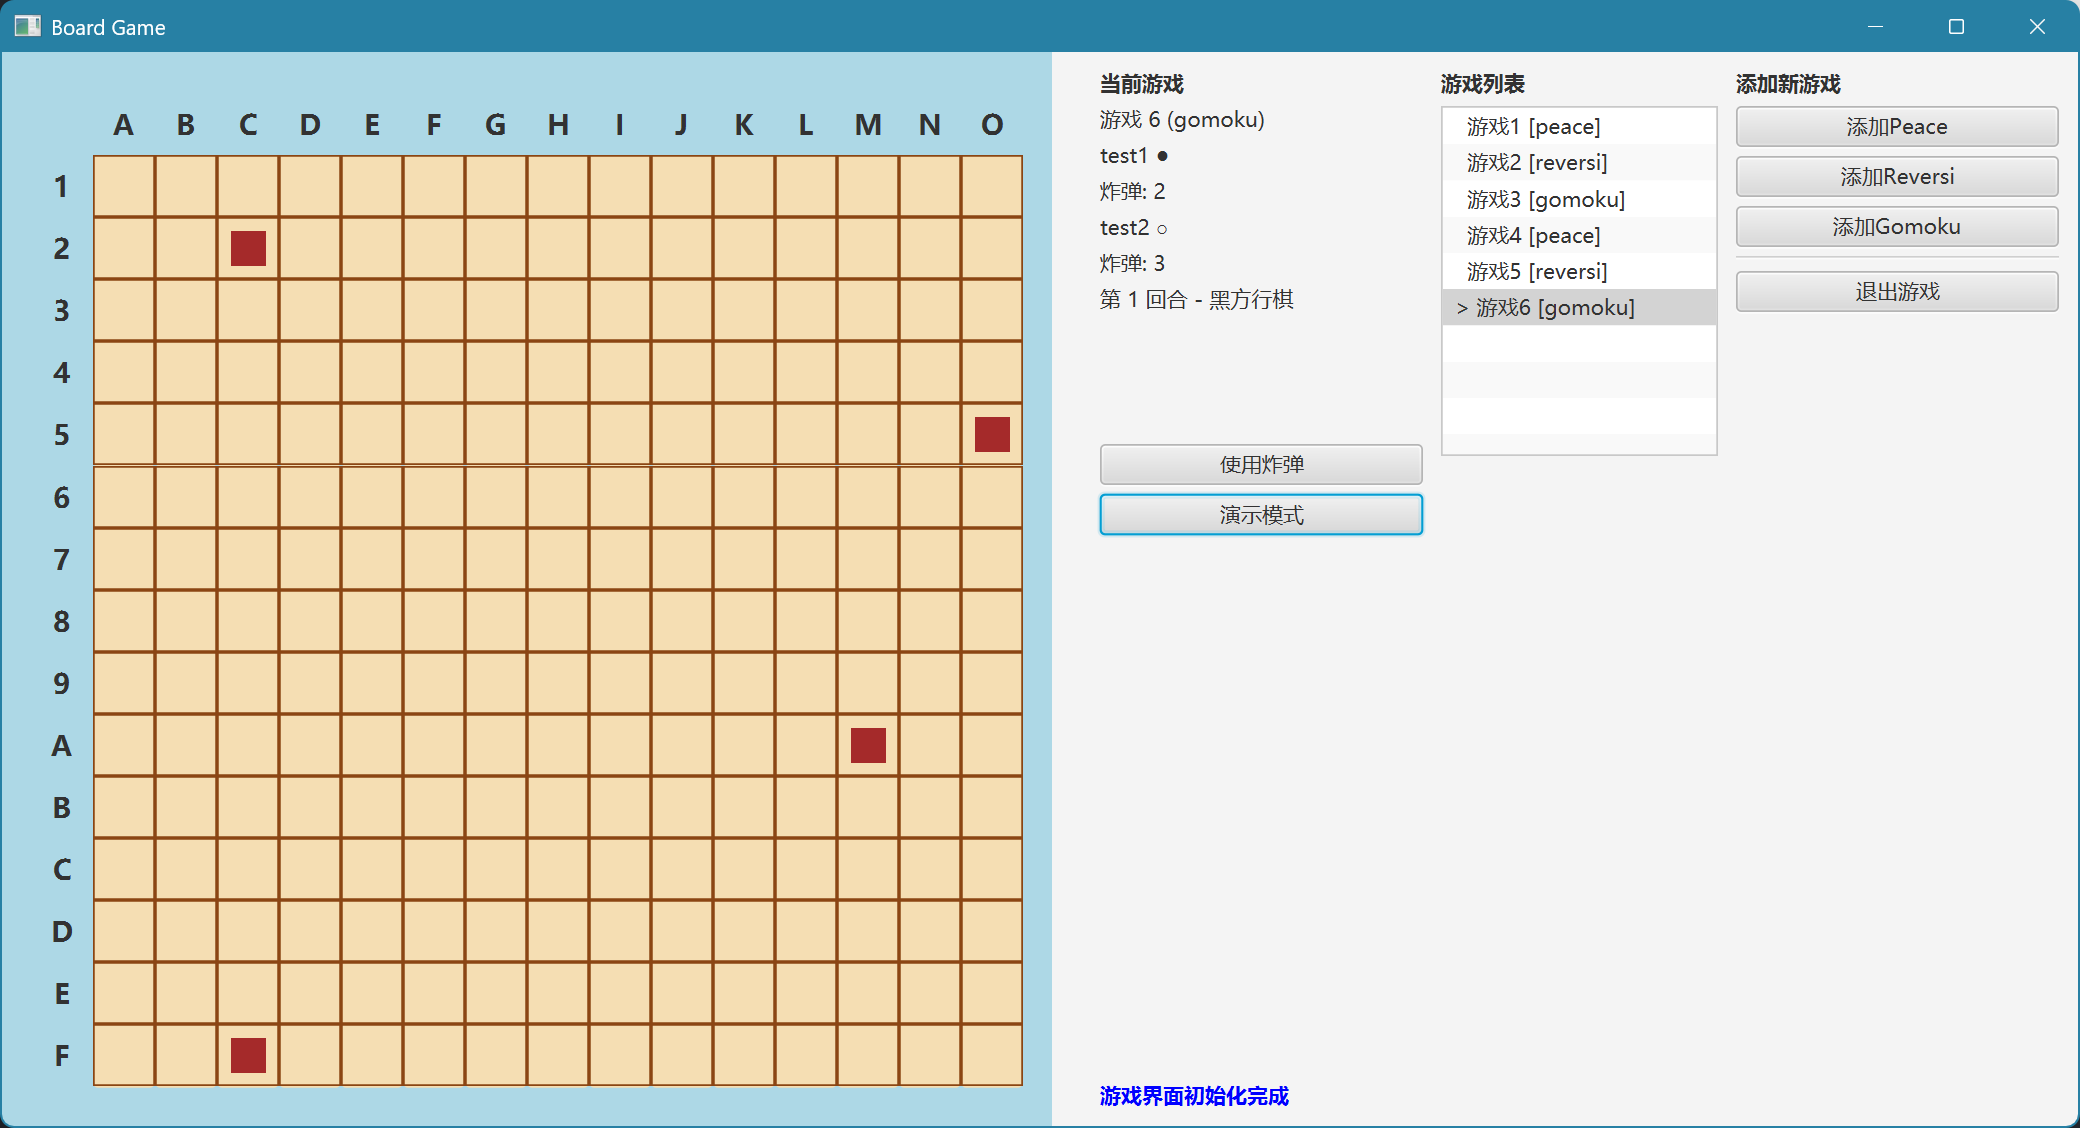 Board Game
A B C D E F G H I J K L M N O
1
2
3
4
5
6
7
8
9
A
B
C
D
E
F
当前游戏
游戏 6 (gomoku)
test1 ●
炸弹: 2
test2 ○
炸弹: 3
第 1 回合 - 黑方行棋
使用炸弹
演示模式
游戏界面初始化完成
游戏列表
游戏1 [peace]
游戏2 [reversi]
游戏3 [gomoku]
游戏4 [peace]
游戏5 [reversi]
> 游戏6 [gomoku]
添加新游戏
添加Peace
添加Reversi
添加Gomoku
退出游戏